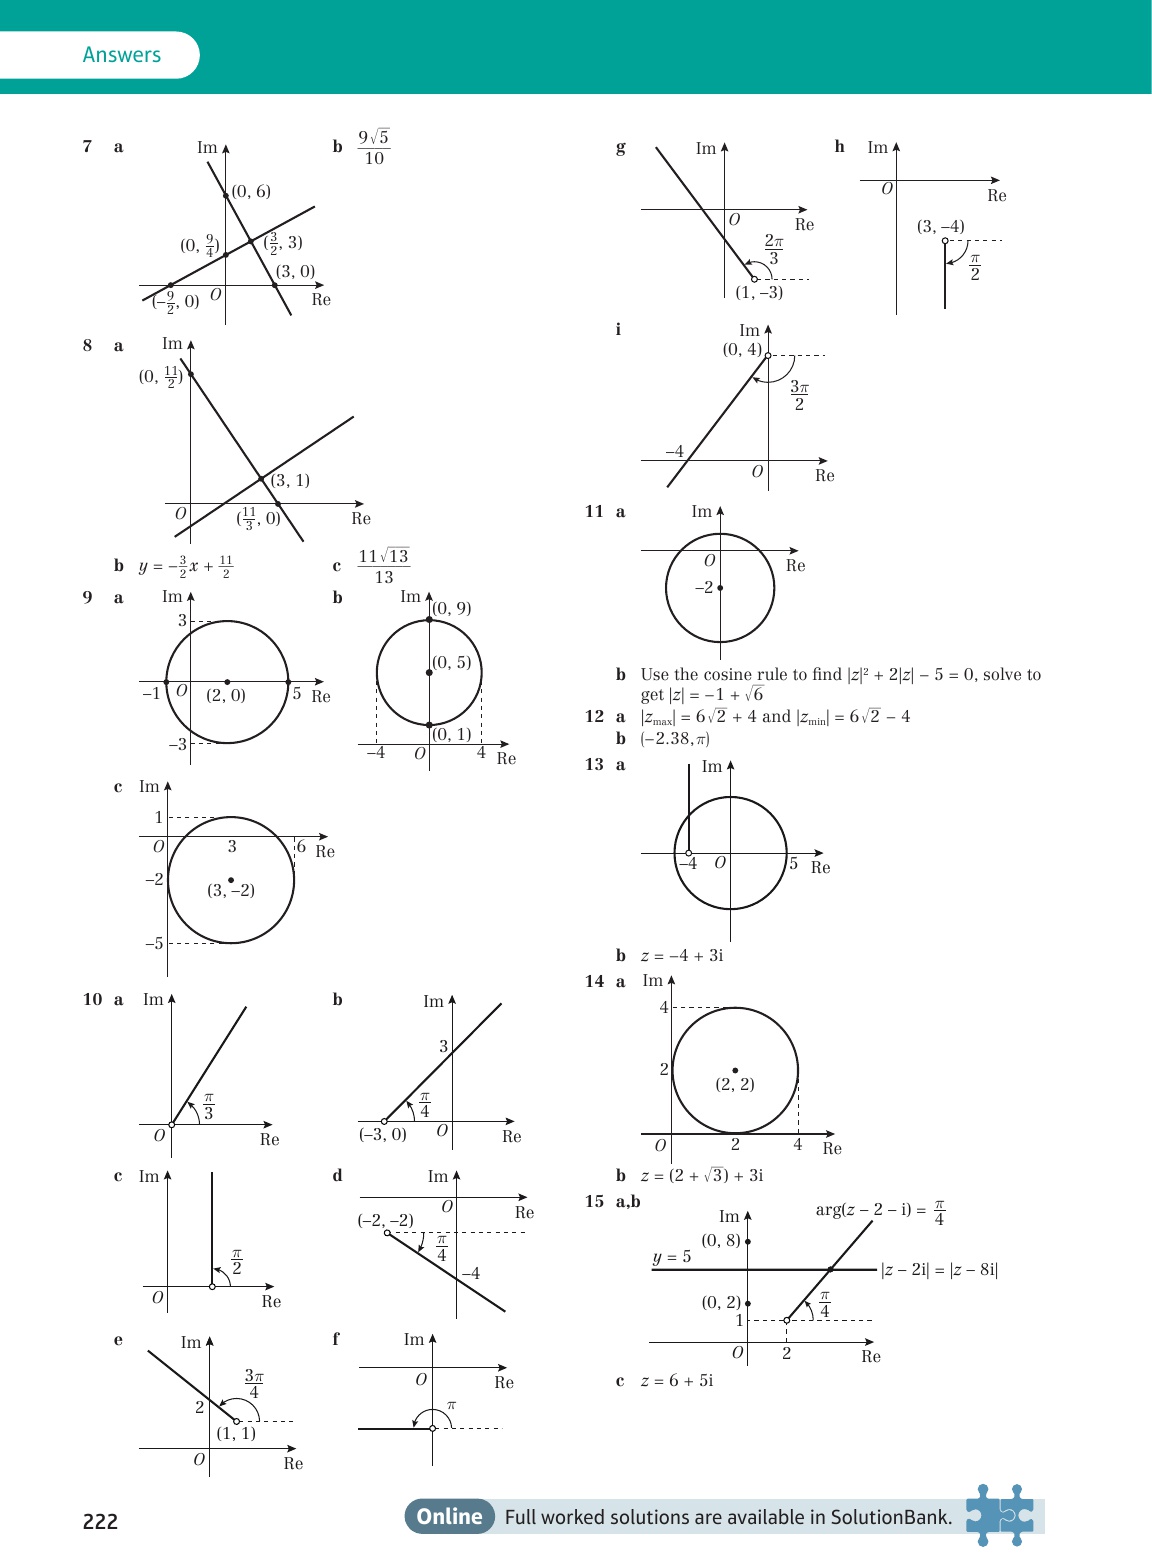 Answers
7 a
Im
(0, 6)
(0, 9/4)
(3/2, 3)
(3, 0)
(−9/2, 0)
O
Re
b 9√5/10
8 a
Im
(0, 11/2)
(3, 1)
O
(11/3, 0)
Re
b y = −3/2x + 11/2
c 11√13/13
9 a
Im
3
−1 O (2, 0) 5 Re
−3
b
Im
(0, 9)
(0, 5)
(0, 1)
−4 O 4 Re
c Im
1
O 3 6 Re
−2
(3, −2)
−5
10 a Im
π/3
O
Re
b
Im
3
π/4
(−3, 0) O
Re
c Im
π/2
O
Re
d
Im
O
Re
(−2, −2)
π/4
−4
e
Im
3π/4
2
(1, 1)
O
Re
f
Im
O
Re
π
g
Im
O
Re
2π/3
(1, −3)
h Im
O
Re
(3, −4)
π/2
i
Im
(0, 4)
3π/2
−4
O
Re
11 a
Im
O
Re
−2
b Use the cosine rule to find |z|² + 2|z| − 5 = 0, solve to
get |z| = −1 + √6
12 a |zmax| = 6√2 + 4 and |zmin| = 6√2 − 4
b (−2.38, π)
13 a
Im
−4 O 5 Re
b z = −4 + 3i
14 a Im
4
2
(2, 2)
O 2 4 Re
b z = (2 + √3) + 3i
15 a,b
arg(z − 2 − i) = π/4
Im
(0, 8)
y = 5
|z − 2i| = |z − 8i|
(0, 2)
π/4
1
O 2 Re
c z = 6 + 5i
222
Online Full worked solutions are available in SolutionBank.